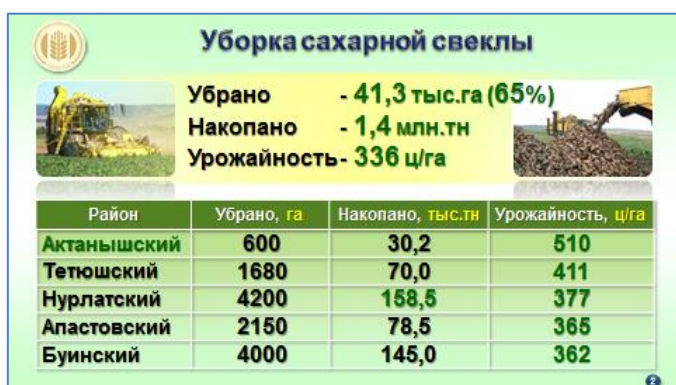 Уборка сахарной свеклы
Убрано - 41,3 тыс.га (65%)
Накопано - 1,4 млн.тн
Урожайность- 336 ц/га
Район Убрано, га Накопано, тыс.тн Урожайность, ц/га
Актанышский 600 30,2 510
Тетюшский 1680 70,0 411
Нурлатский 4200 158,5 377
Апастовский 2150 78,5 365
Буинский 4000 145,0 362
2